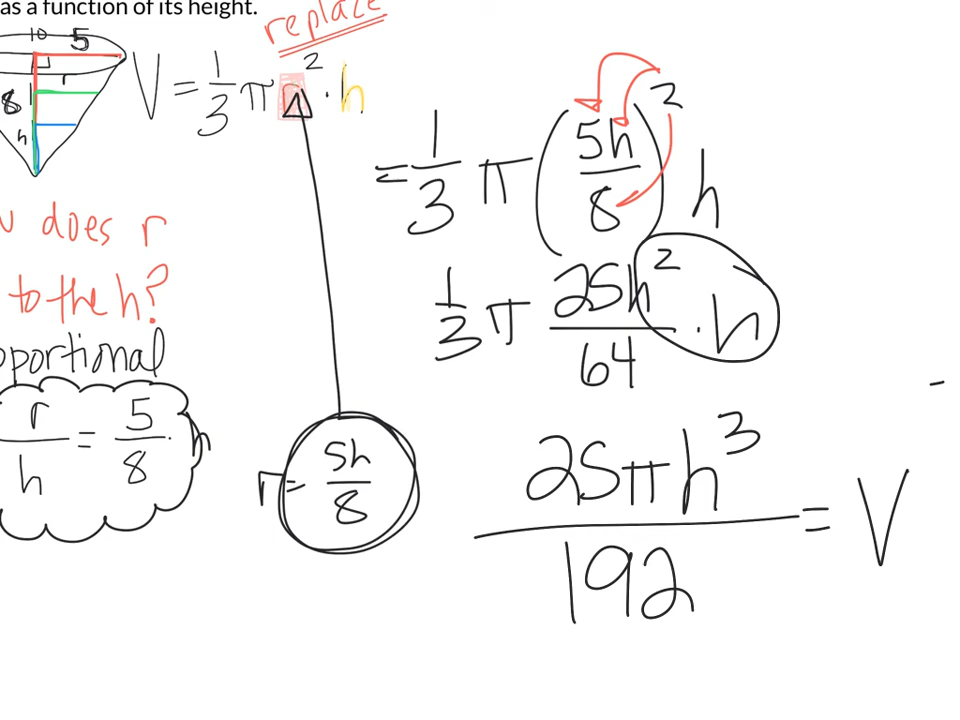 as a function of its height.
replace
10 5
8 r
h
V = 1/3 π r² · h
= 1/3 π (5h/8)² h
does r
to the h?
1/3 π 25h²/64 · h
r/h = 5/8 · h
r = 5h/8
25πh³/192 = V